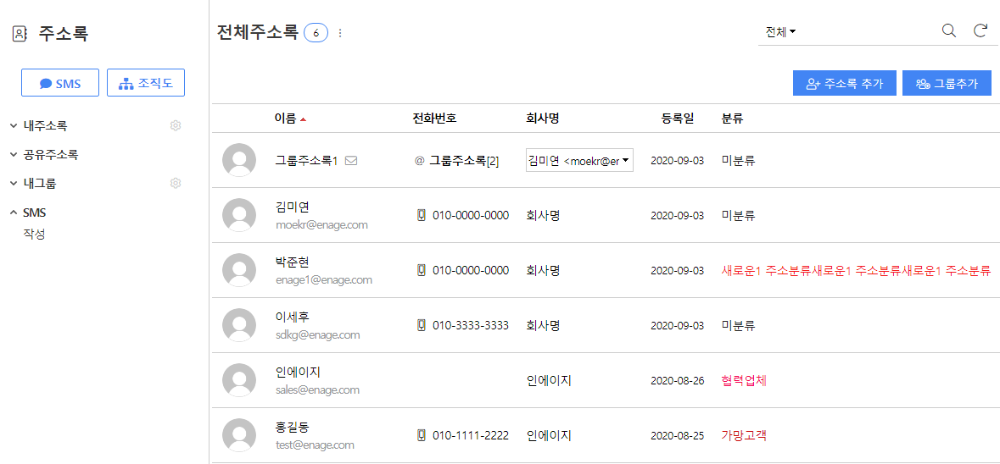 주소록
SMS 조직도
내주소록
공유주소록
내그룹
SMS
작성
전체주소록 6
전체
주소록 추가 그룹추가
이름 전화번호 회사명 등록일 분류
그룹주소록1 @ 그룹주소록[2] 김미연 <moekr@er 2020-09-03 미분류
김미연
moekr@enage.com
010-0000-0000 회사명 2020-09-03 미분류
박준현
enage1@enage.com
010-0000-0000 회사명 2020-09-03 새로운1 주소분류새로운1 주소분류새로운1 주소분류
이세후
sdkg@enage.com
010-3333-3333 회사명 2020-09-03 미분류
인에이지
sales@enage.com
인에이지 2020-08-26 협력업체
홍길동
test@enage.com
010-1111-2222 인에이지 2020-08-25 가망고객